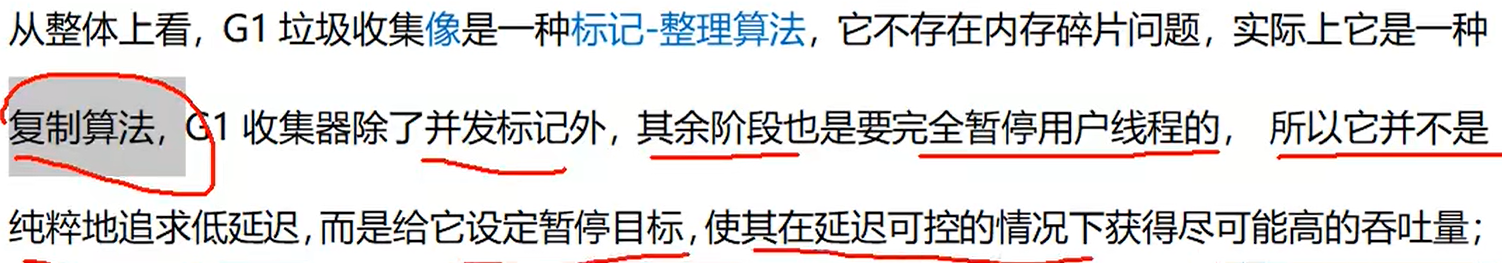 从整体上看，G1 垃圾收集像是一种标记-整理算法，它不存在内存碎片问题，实际上它是一种
复制算法，G1 收集器除了并发标记外，其余阶段也是要完全暂停用户线程的， 所以它并不是
纯粹地追求低延迟，而是给它设定暂停目标，使其在延迟可控的情况下获得尽可能高的吞吐量；